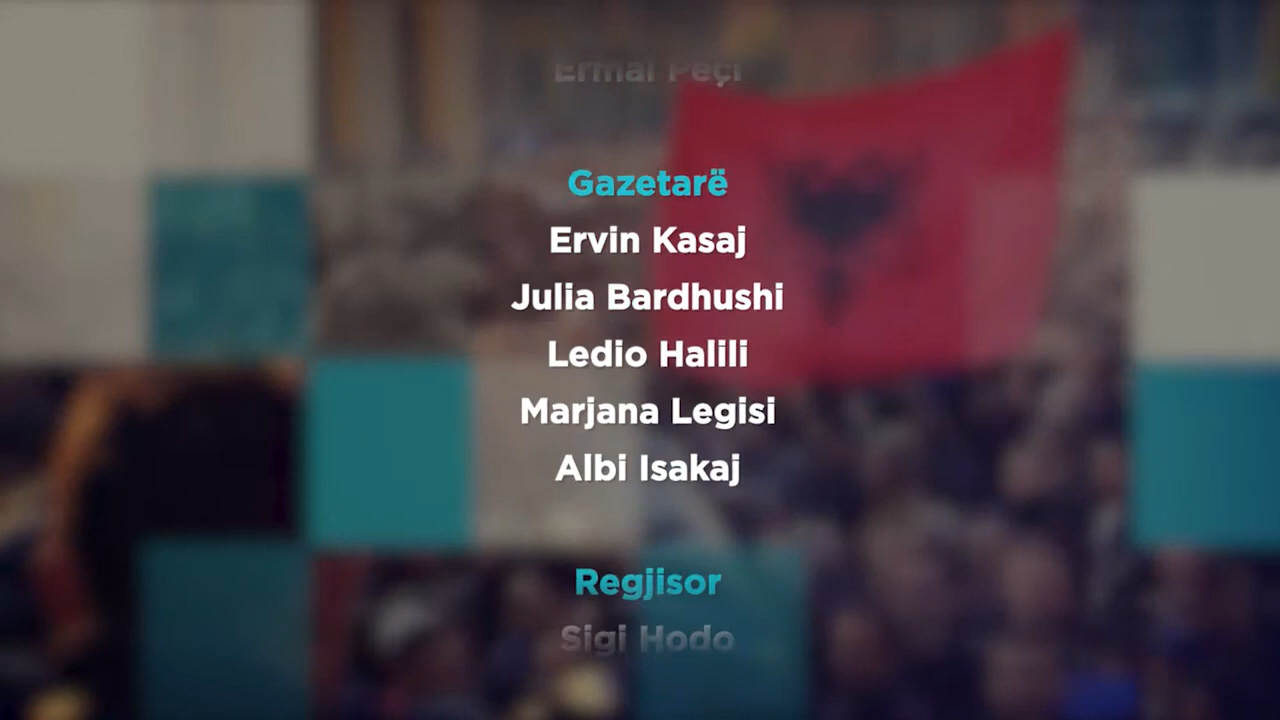 Ermal Peçi
Gazetarë
Ervin Kasaj
Julia Bardhushi
Ledio Halili
Marjana Legisi
Albi Isakaj
Regjisor
Sigi Hodo